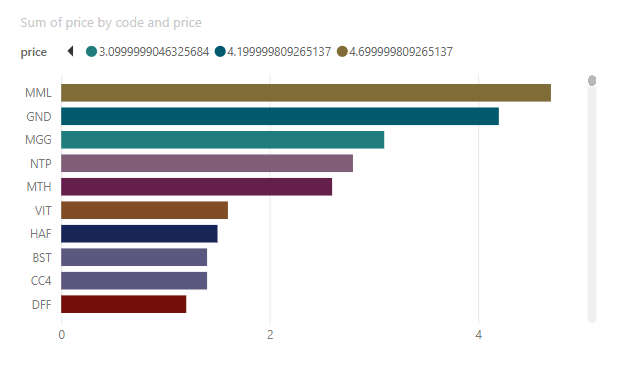 Sum of price by code and price
price 3.0999999046325684 4.199999809265137 4.699999809265137
MML
GND
MGG
NTP
MTH
VIT
HAF
BST
CC4
DFF
0 2 4